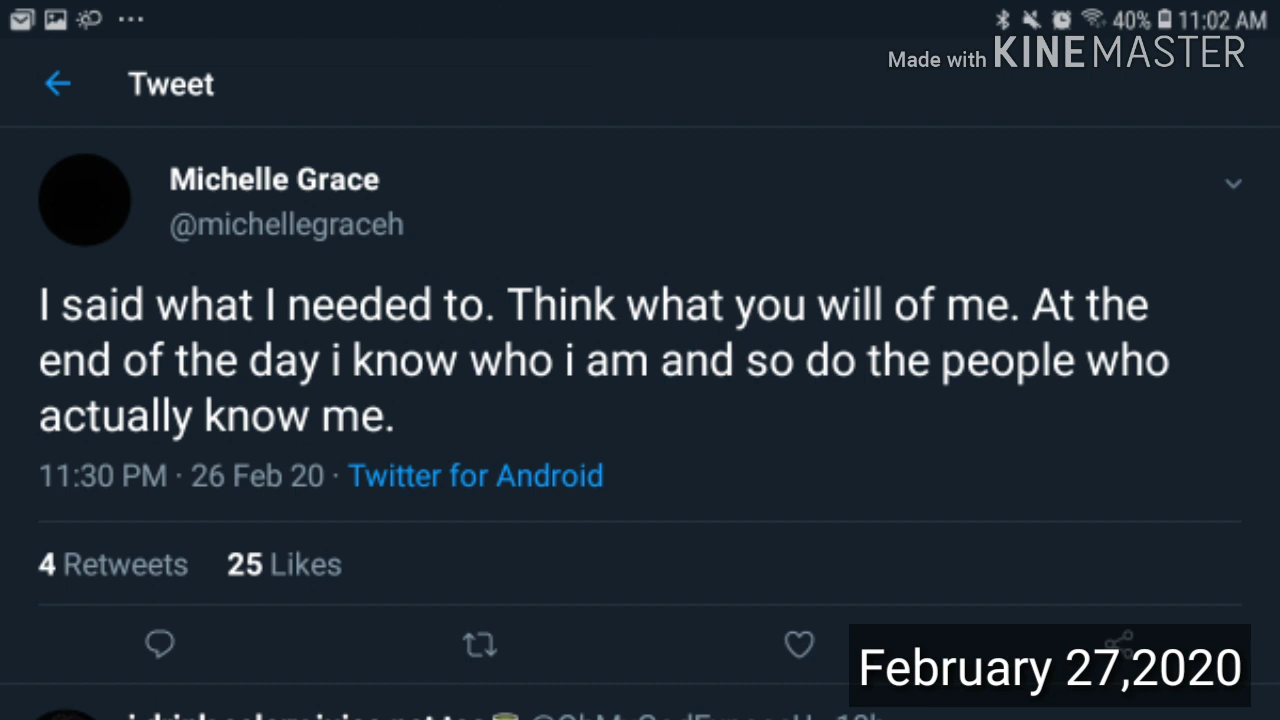 40% 11:02 AM
Made with KINEMASTER
Tweet
Michelle Grace
@michellegraceh
I said what I needed to. Think what you will of me. At the
end of the day i know who i am and so do the people who
actually know me.
11:30 PM · 26 Feb 20 · Twitter for Android
4 Retweets 25 Likes
February 27,2020